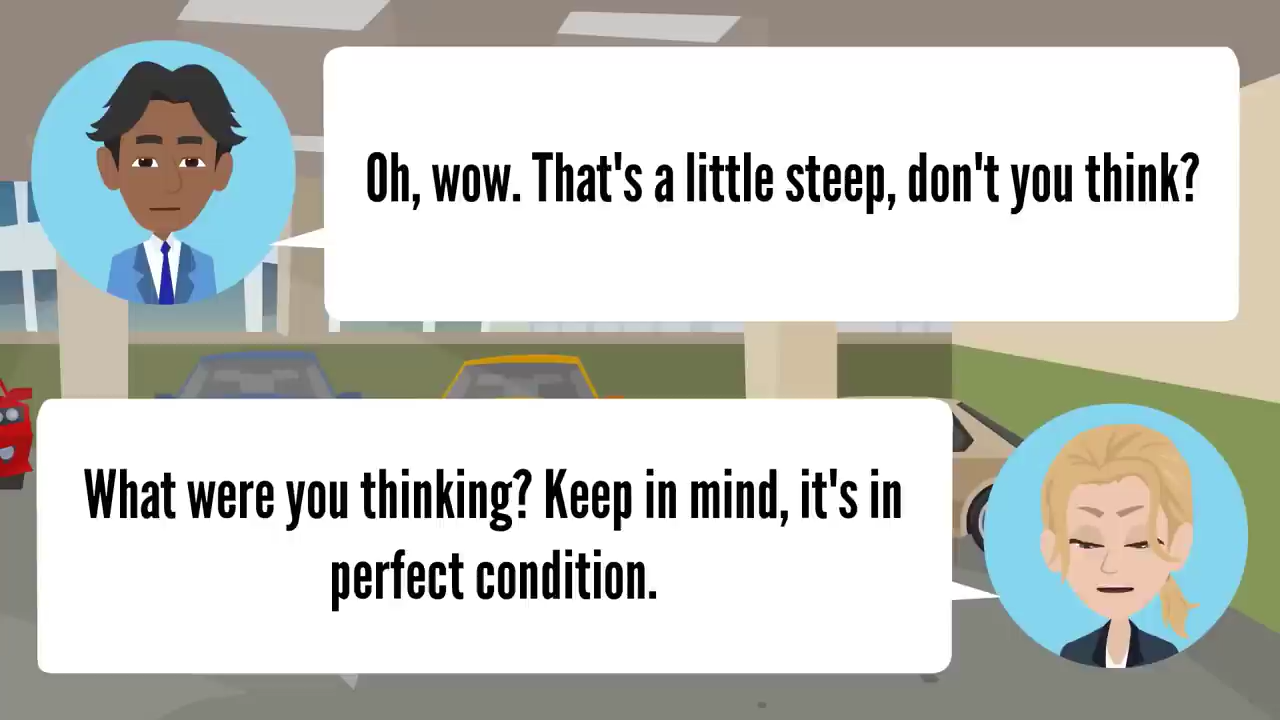 Oh, wow. That's a little steep, don't you think?
What were you thinking? Keep in mind, it's in
perfect condition.